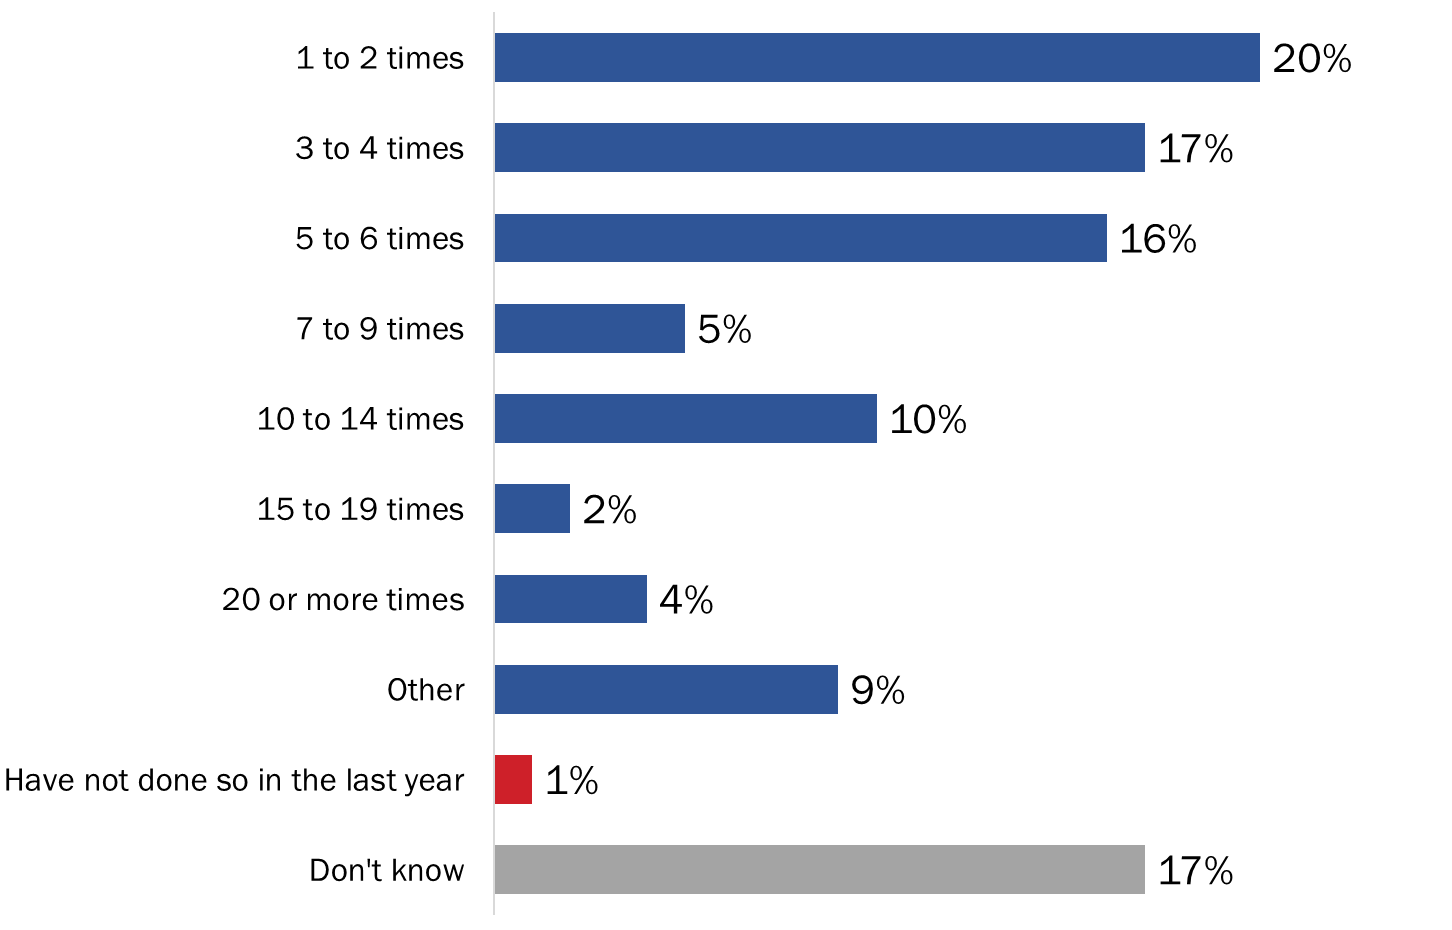 1 to 2 times 20%
3 to 4 times 17%
5 to 6 times 16%
7 to 9 times 5%
10 to 14 times 10%
15 to 19 times 2%
20 or more times 4%
Other 9%
Have not done so in the last year 1%
Don't know 17%